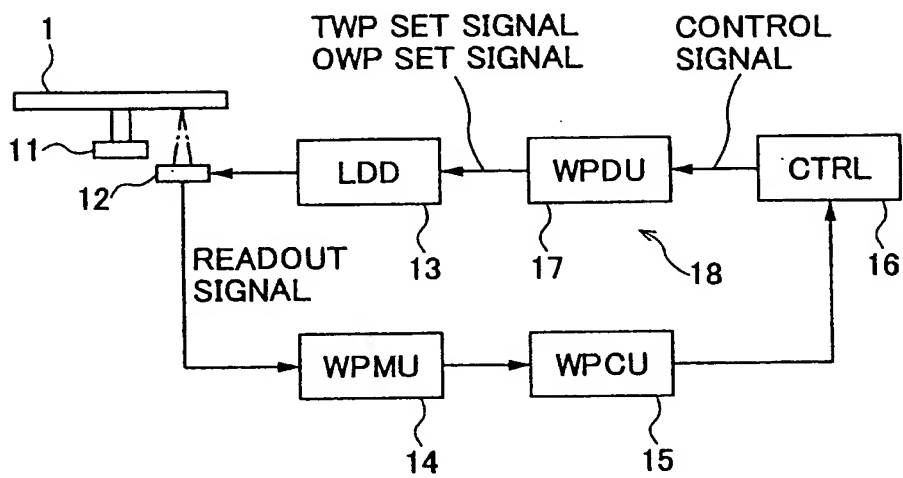 1
TWP SET SIGNAL
OWP SET SIGNAL
CONTROL
SIGNAL
11
12
LDD
WPDU
CTRL
13
17
18
16
READOUT
SIGNAL
WPMU
WPCU
14
15